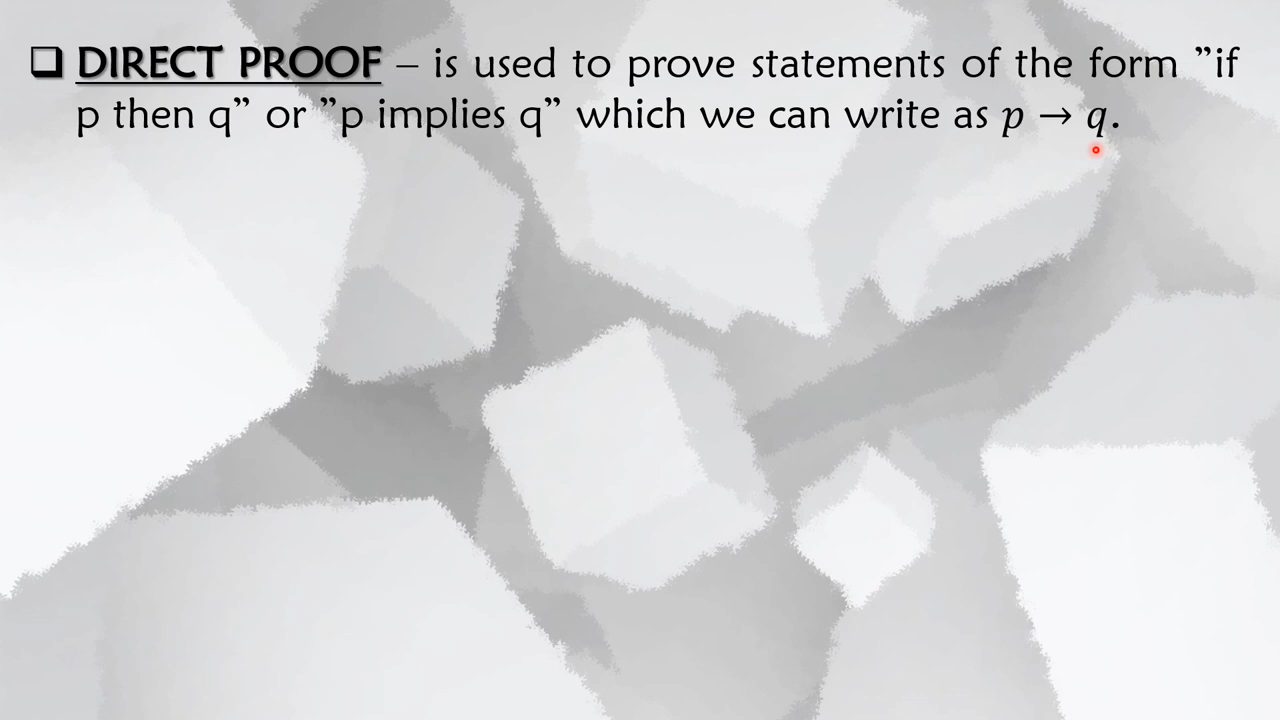 ❑ DIRECT PROOF – is used to prove statements of the form ”if
p then q” or ”p implies q” which we can write as p → q.